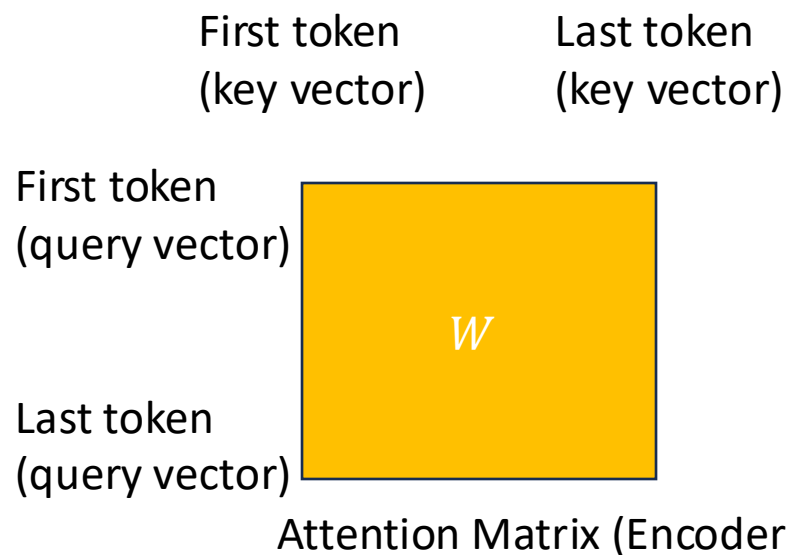 First token
(key vector)
Last token
(key vector)
First token
(query vector)
W
Last token
(query vector)
Attention Matrix (Encoder